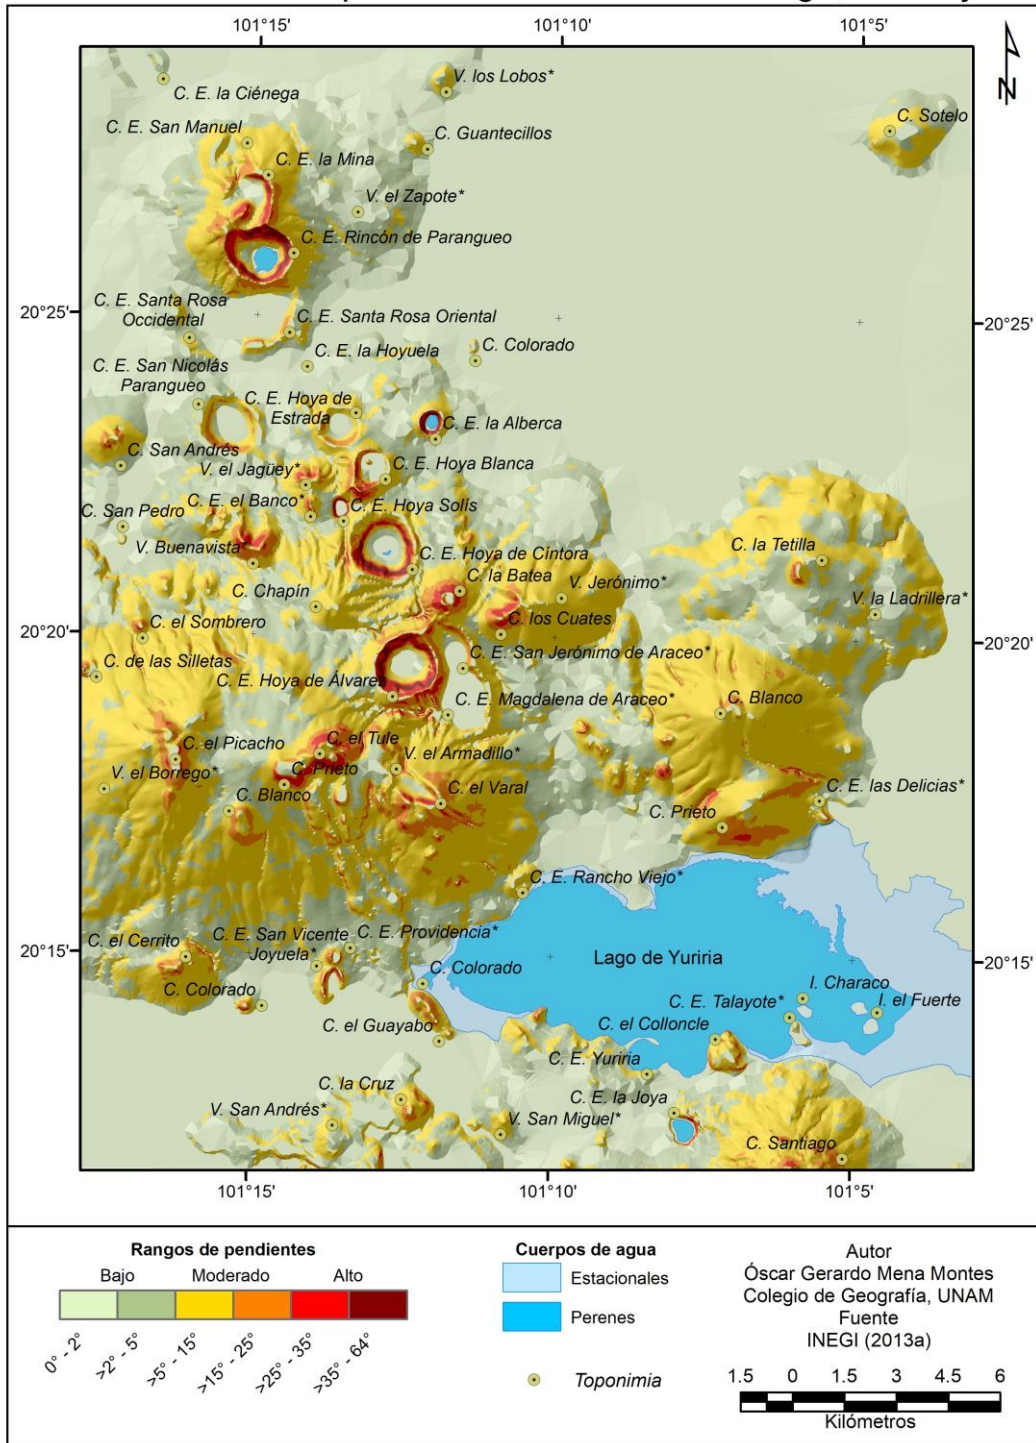 101°15' 101°10' 101°5'
N
C. E. la Ciénega
V. los Lobos*
C. Sotelo
C. E. San Manuel
C. Guantecillos
C. E. la Mina
V. el Zapote*
C. E. Rincón de Parangueo
C. E. Santa Rosa
Occidental
20°25'
20°25'
C. E. Santa Rosa Oriental
C. Colorado
C. E. la Hoyuela
C. E. San Nicolás
Parangueo
C. E. Hoya de
Estrada
C. E. la Alberca
C. San Andrés
C. E. Hoya Blanca
V. el Jagüey*
C. E. el Banco*
C. E. Hoya Solís
C. San Pedro
V. Buenavista*
C. E. Hoya de Cíntora
C. la Tetilla
C. la Batea
V. Jerónimo*
C. Chapín
V. la Ladrillera*
C. los Cuates
C. el Sombrero
20°20'
20°20'
C. E. San Jerónimo de Araceo*
C. de las Silletas
C. E. Hoya de Álvarez
C. E. Magdalena de Araceo*
C. Blanco
C. el Tule
C. el Picacho
V. el Armadillo*
C. Prieto
V. el Borrego*
C. el Varal
C. E. las Delicias*
C. Blanco
C. Prieto
C. E. Rancho Viejo*
C. E. San Vicente
Joyuela*
C. E. Providencia*
C. el Cerrito
20°15'
20°15'
Lago de Yuriria
C. Colorado
I. Characo
C. Colorado
C. E. Talayote*
I. el Fuerte
C. el Guayabo
C. el Colloncle
C. E. Yuriria
C. la Cruz
C. E. la Joya
V. San Andrés*
V. San Miguel*
C. Santiago
101°15' 101°10' 101°5'
Rangos de pendientes
Bajo Moderado Alto
0° - 2°
>2° - 5°
>5° - 15°
>15° - 25°
>25° - 35°
>35° - 64°
Cuerpos de agua
Estacionales
Perenes
Toponimia
Autor
Óscar Gerardo Mena Montes
Colegio de Geografía, UNAM
Fuente
INEGI (2013a)
1.5 0 1.5 3 4.5 6
Kilómetros